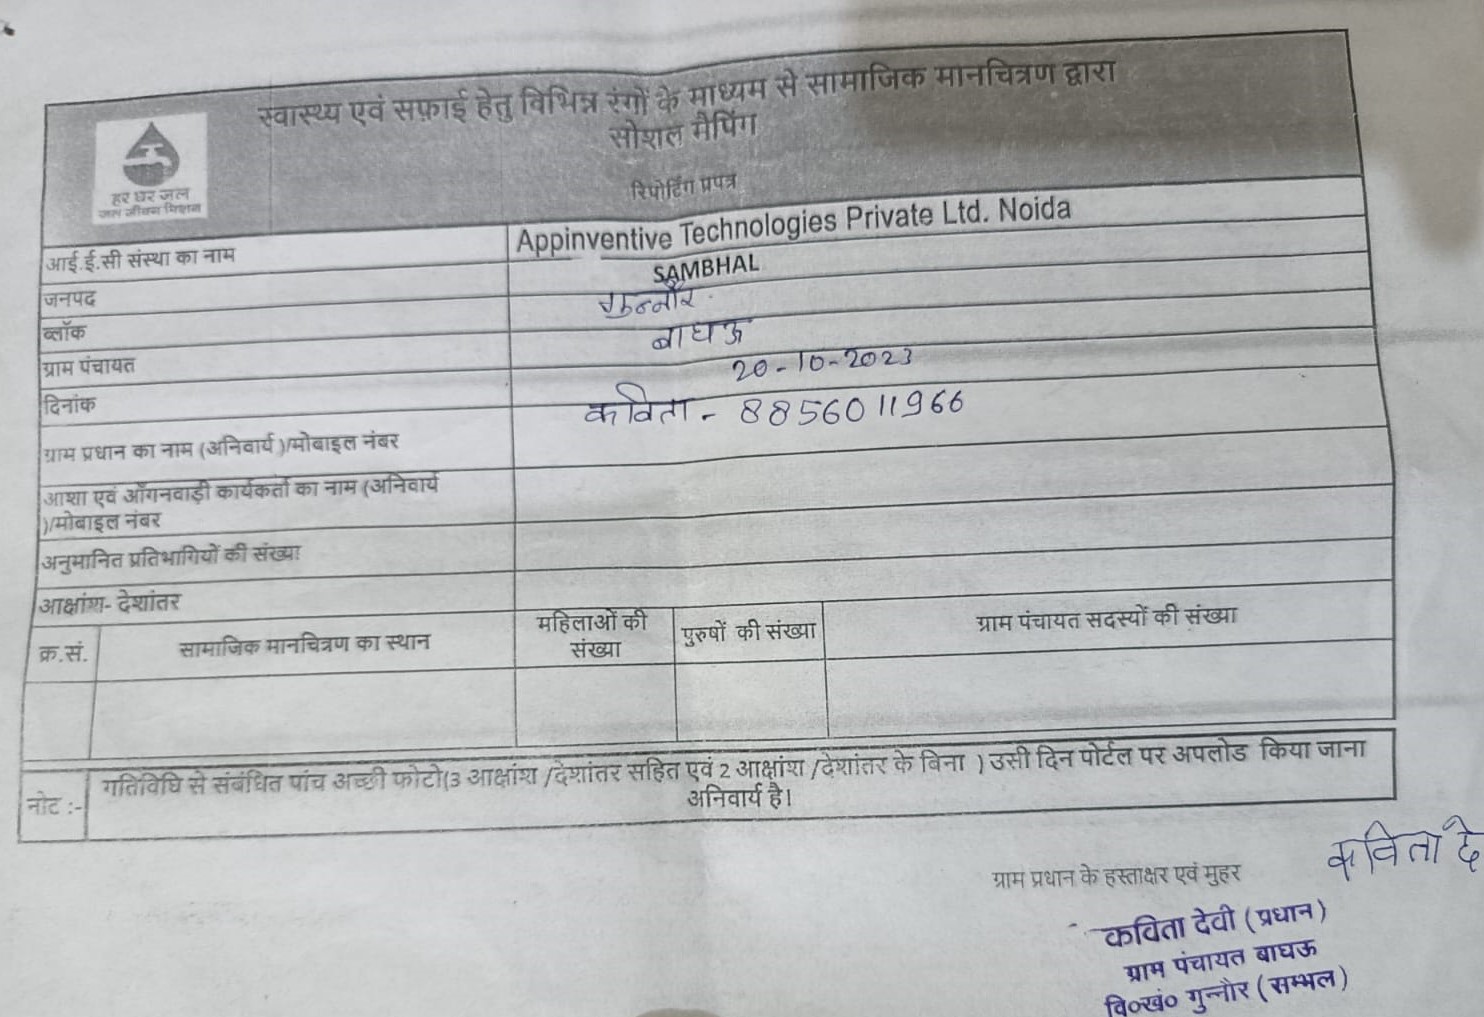 स्वास्थ्य एवं सफ़ाई हेतु विभिन्न रंगों के माध्यम से सामाजिक मानचित्रण द्वारा
सोशल मैपिंग
रिपोर्टिंग प्रपत्र
हर घर जल
जल जीवन मिशन
आई.ई.सी संस्था का नाम Appinventive Technologies Private Ltd. Noida
जनपद SAMBHAL
ब्लॉक गुन्नौर
ग्राम पंचायत बाघऊ
दिनांक 20-10-2023
ग्राम प्रधान का नाम (अनिवार्य )/मोबाइल नंबर कविता - 8856011966
आशा एवं आँगनवाड़ी कार्यकर्ता का नाम (अनिवार्य
)/मोबाइल नंबर
अनुमानित प्रतिभागियों की संख्या
आक्षांश- देशांतर
क्र.सं. सामाजिक मानचित्रण का स्थान महिलाओं की संख्या पुरुषों की संख्या ग्राम पंचायत सदस्यों की संख्या
नोट :- गतिविधि से संबंधित पांच अच्छी फोटो(3 आक्षांश /देशांतर सहित एवं 2 आक्षांश /देशांतर के बिना ) उसी दिन पोर्टल पर अपलोड किया जाना
अनिवार्य है।
ग्राम प्रधान के हस्ताक्षर एवं मुहर कविता दे
कविता देवी (प्रधान)
ग्राम पंचायत बाघऊ
वि०खं० गुन्नौर (सम्भल)